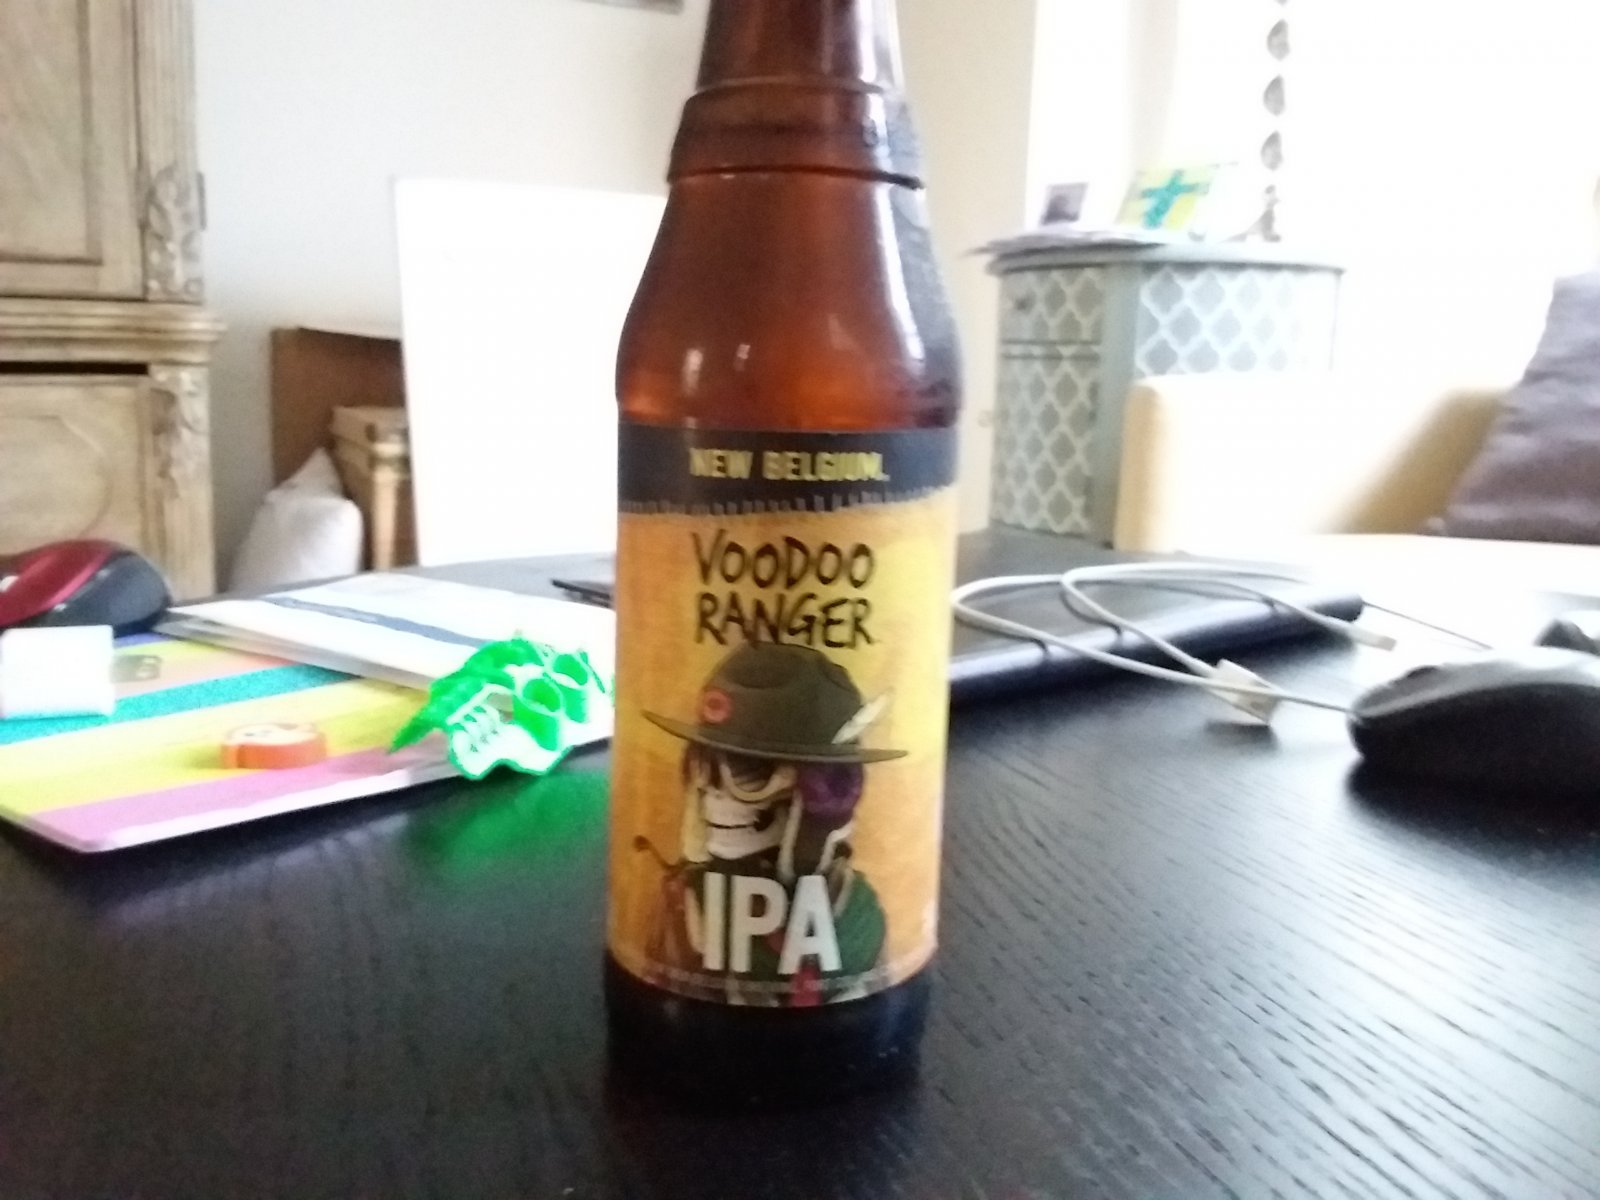 NEW BELGIUM.
VOODOO
RANGER
IPA